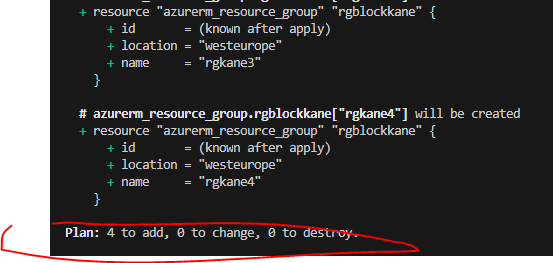 + resource "azurerm_resource_group" "rgblockkane" {
+ id = (known after apply)
+ location = "westeurope"
+ name = "rgkane3"
}
# azurerm_resource_group.rgblockkane["rgkane4"] will be created
+ resource "azurerm_resource_group" "rgblockkane" {
+ id = (known after apply)
+ location = "westeurope"
+ name = "rgkane4"
}
Plan: 4 to add, 0 to change, 0 to destroy.